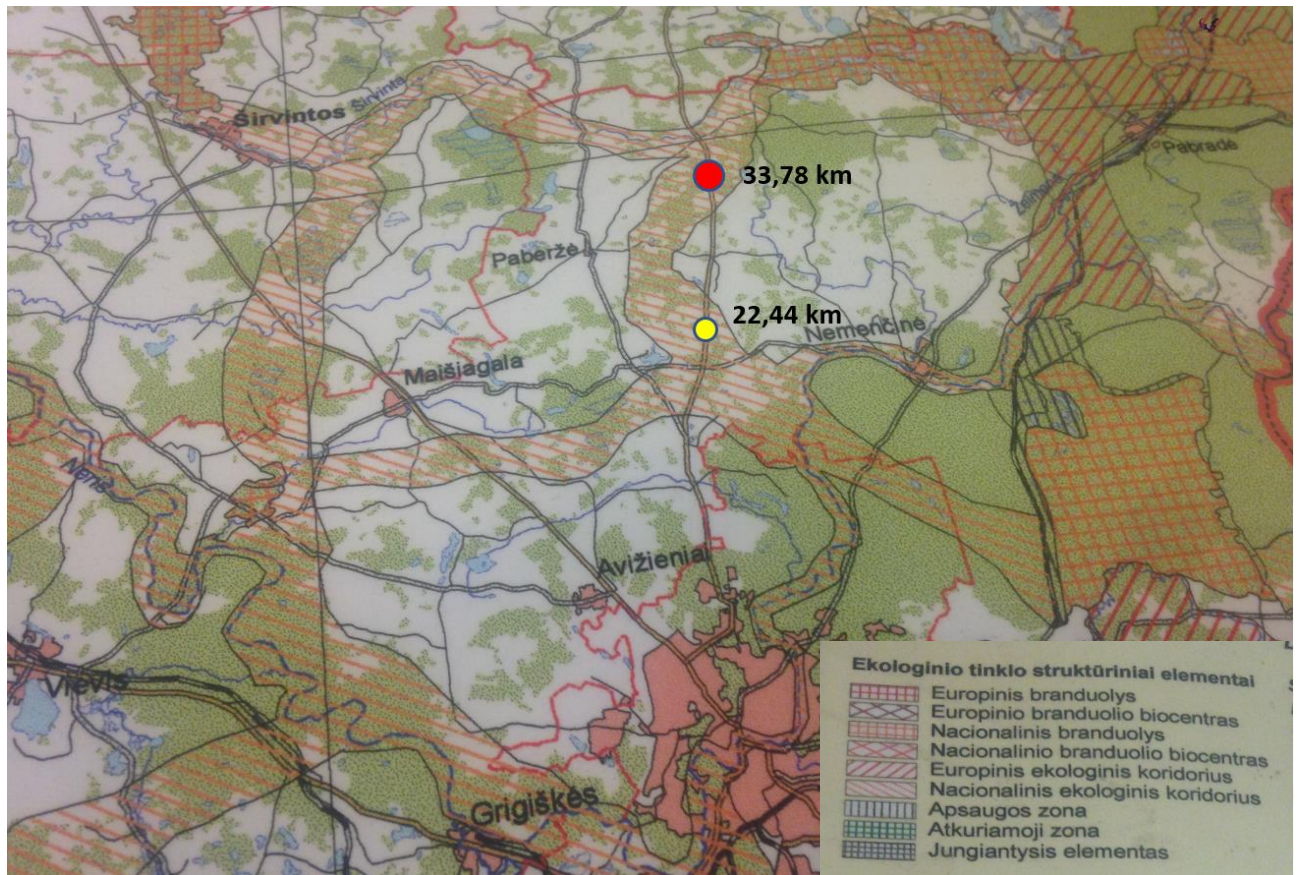 Širvintos
Širvinta
Pabradė
33,78 km
Žeimena
Paberžė
22,44 km
Nemenčinė
Maišiagala
Neris
Avižieniai
Vievis
Grigiškės
Ekologinio tinklo struktūriniai elementai
Europinis branduolys
Europinio branduolio biocentras
Nacionalinis branduolys
Nacionalinio branduolio biocentras
Europinis ekologinis koridorius
Nacionalinis ekologinis koridorius
Apsaugos zona
Atkuriamoji zona
Jungiantysis elementas